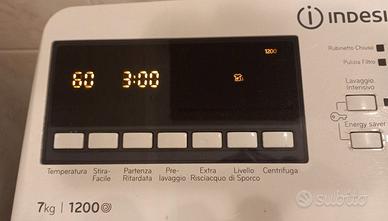 INDESI
1200
60 3:00
Rubinetto Chiuso
Pulizia Filtro
Lavaggio
Intensivo
Energy saver
Temperatura
Stira-
Facile
Partenza
Ritardata
Pre-
lavaggio
Extra
Risciacquo
Livello
di Sporco
Centrifuga
7kg | 1200
subito